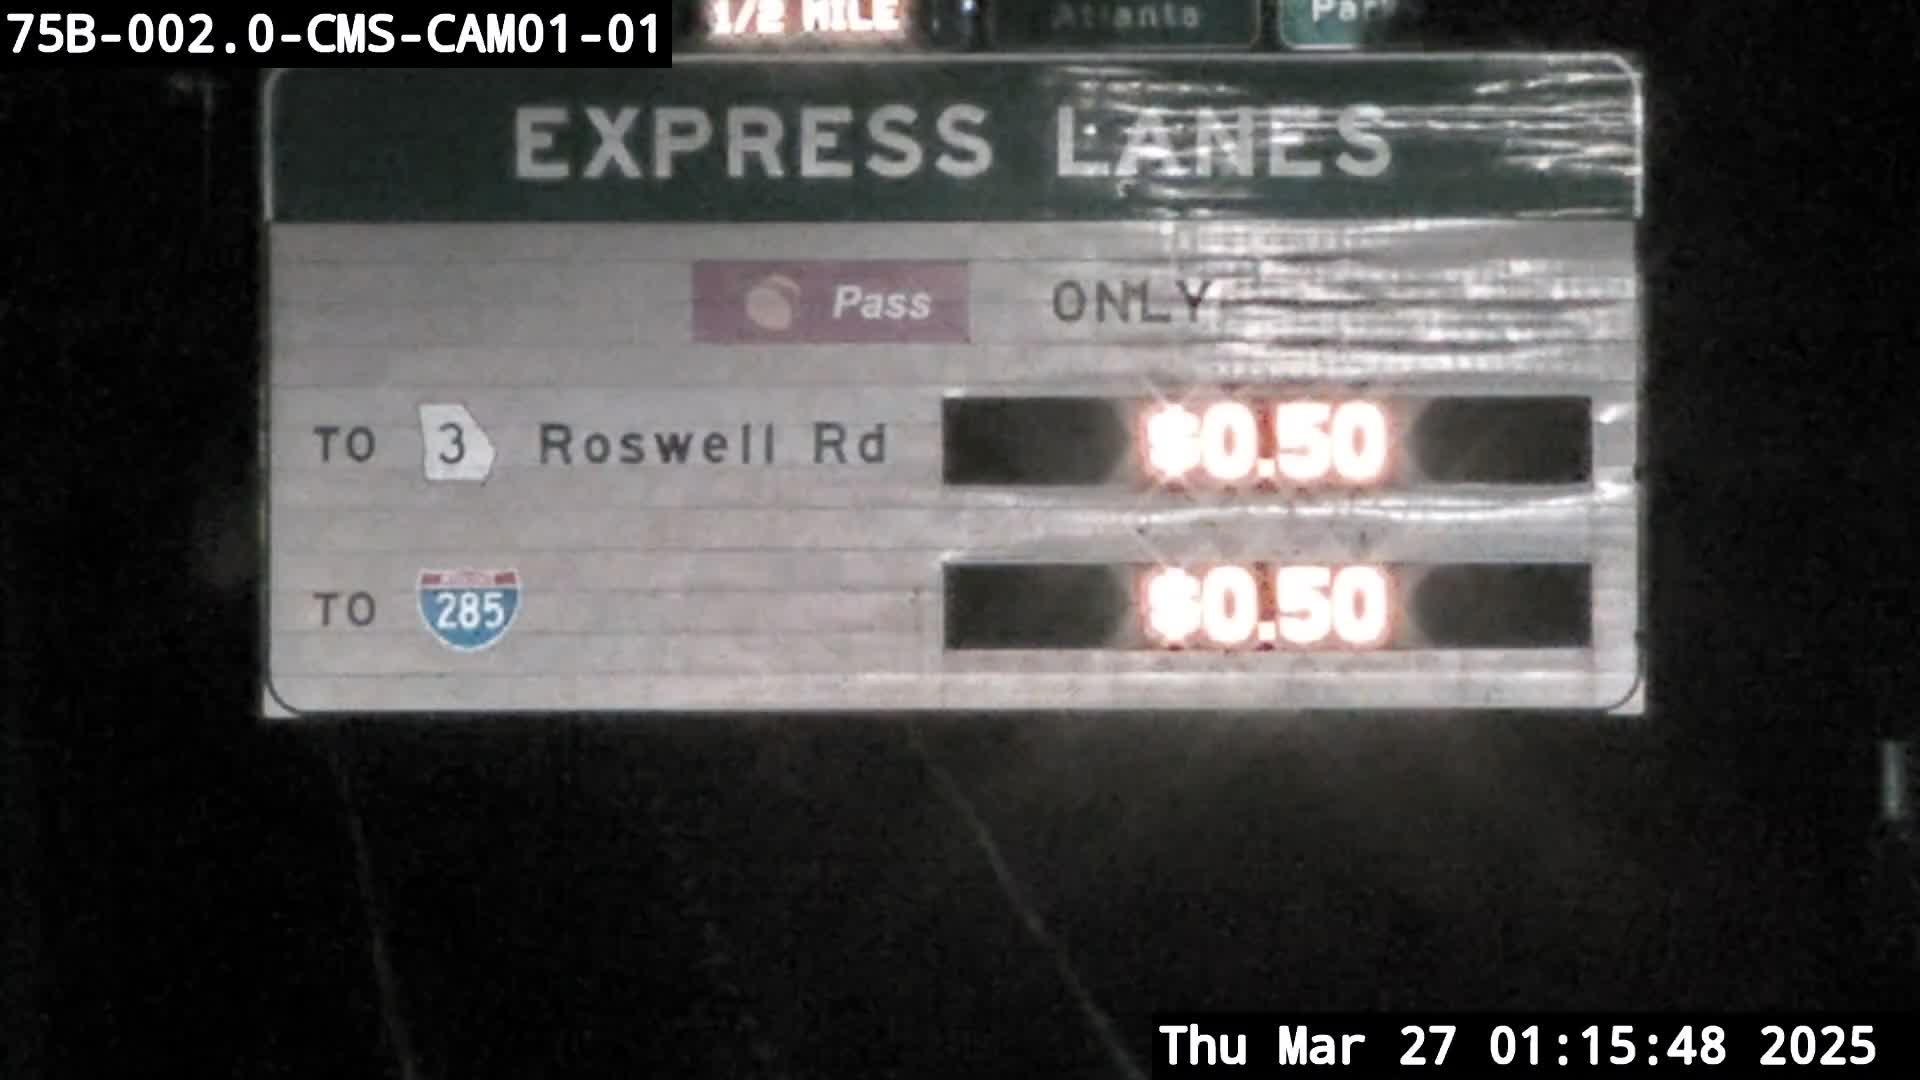 75B-002.0-CMS-CAM01-01
1/2 MILE
Atlanta
EXPRESS LANES
Pass ONLY
TO 3 Roswell Rd $0.50
TO 285 $0.50
Thu Mar 27 01:15:48 2025